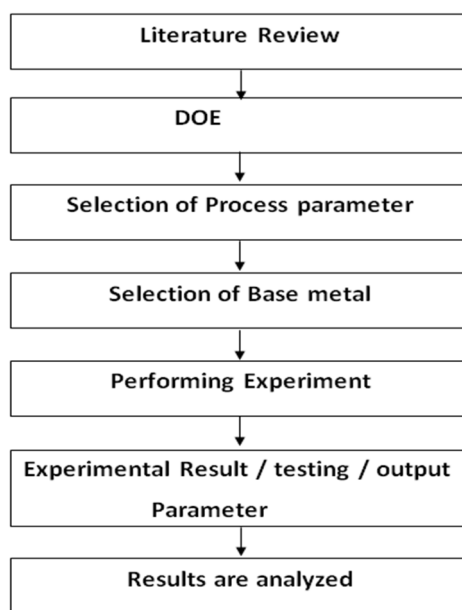 Literature Review
DOE
Selection of Process parameter
Selection of Base metal
Performing Experiment
Experimental Result / testing / output
Parameter
Results are analyzed